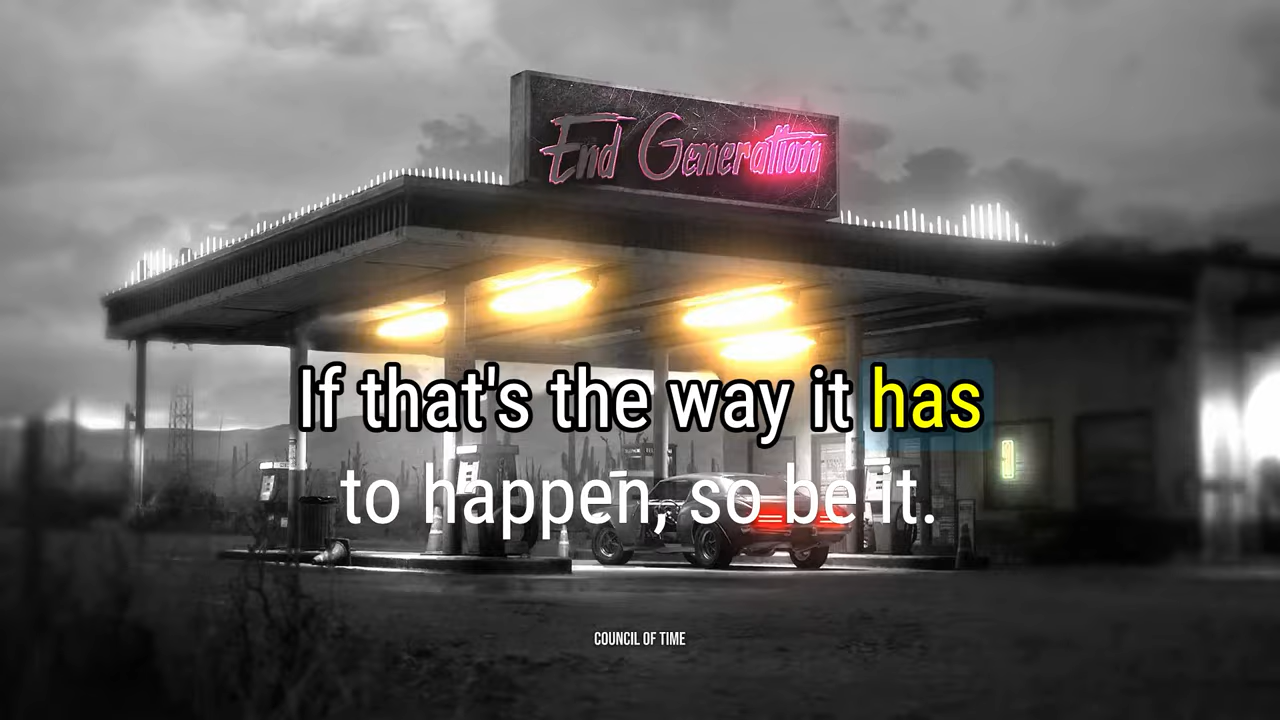 End Generation
If that's the way it has
to happen, so be it.
COUNCIL OF TIME